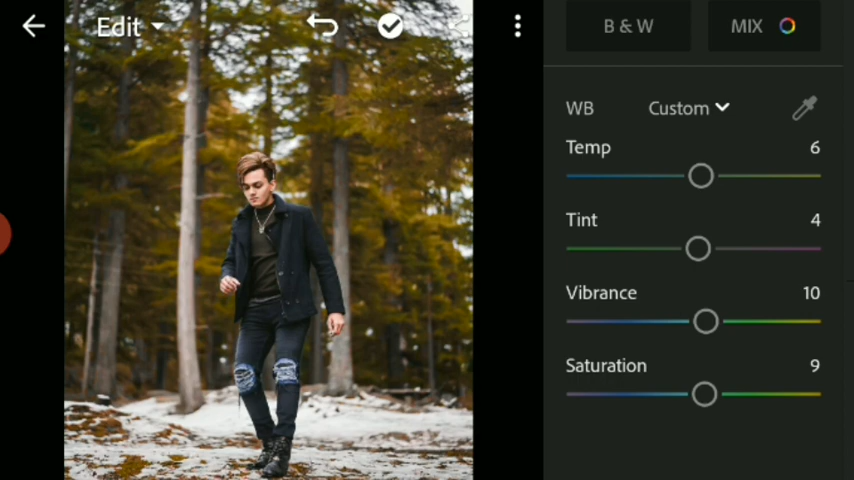 Edit
B & W
MIX
WB
Custom
Temp
6
Tint
4
Vibrance
10
Saturation
9